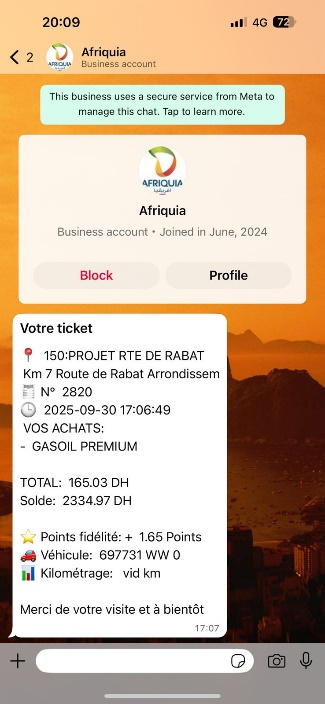 20:09
4G 72
2
Afriquia
Business account
This business uses a secure service from Meta to
manage this chat. Tap to learn more.
AFRIQUIA
افريقيا
Afriquia
Business account • Joined in June, 2024
Block
Profile
Votre ticket
📍 150:PROJET RTE DE RABAT
Km 7 Route de Rabat Arrondissem
🧾 N° 2820
🕒 2025-09-30 17:06:49
VOS ACHATS:
- GASOIL PREMIUM
TOTAL: 165.03 DH
Solde: 2334.97 DH
⭐ Points fidélité: + 1.65 Points
🚗 Véhicule: 697731 WW 0
📊 Kilométrage: vid km
Merci de votre visite et à bientôt
17:07